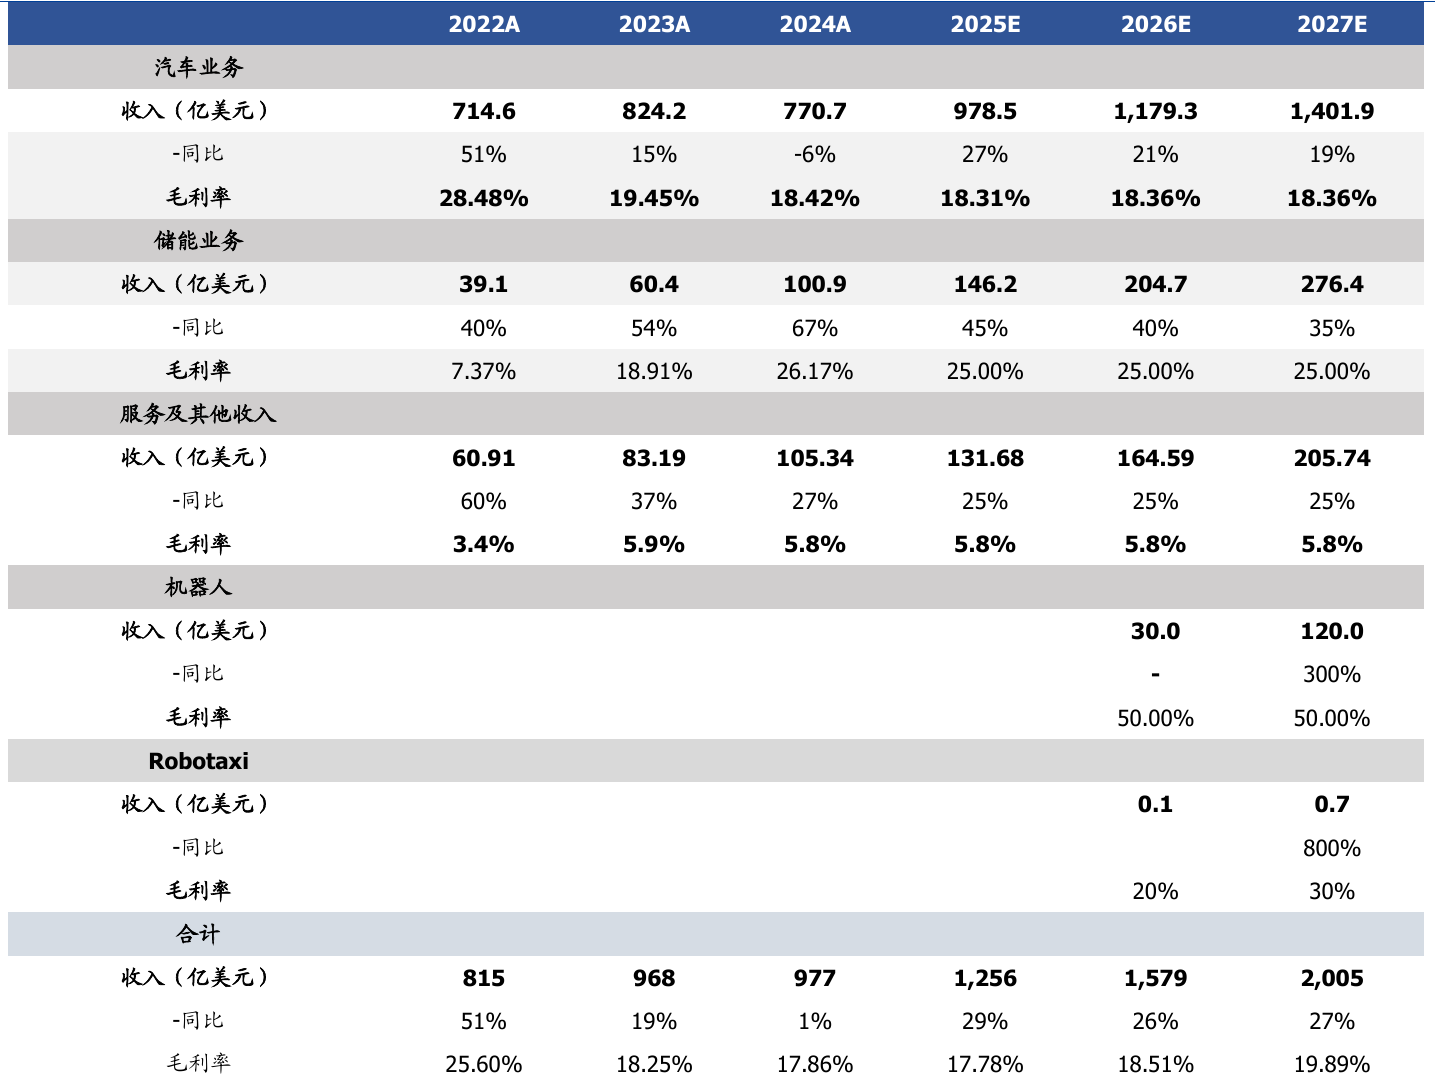 2022A 2023A 2024A 2025E 2026E 2027E
汽车业务
收入（亿美元） 714.6 824.2 770.7 978.5 1,179.3 1,401.9
-同比 51% 15% -6% 27% 21% 19%
毛利率 28.48% 19.45% 18.42% 18.31% 18.36% 18.36%
储能业务
收入（亿美元） 39.1 60.4 100.9 146.2 204.7 276.4
-同比 40% 54% 67% 45% 40% 35%
毛利率 7.37% 18.91% 26.17% 25.00% 25.00% 25.00%
服务及其他收入
收入（亿美元） 60.91 83.19 105.34 131.68 164.59 205.74
-同比 60% 37% 27% 25% 25% 25%
毛利率 3.4% 5.9% 5.8% 5.8% 5.8% 5.8%
机器人
收入（亿美元） 30.0 120.0
-同比 - 300%
毛利率 50.00% 50.00%
Robotaxi
收入（亿美元） 0.1 0.7
-同比 800%
毛利率 20% 30%
合计
收入（亿美元） 815 968 977 1,256 1,579 2,005
-同比 51% 19% 1% 29% 26% 27%
毛利率 25.60% 18.25% 17.86% 17.78% 18.51% 19.89%